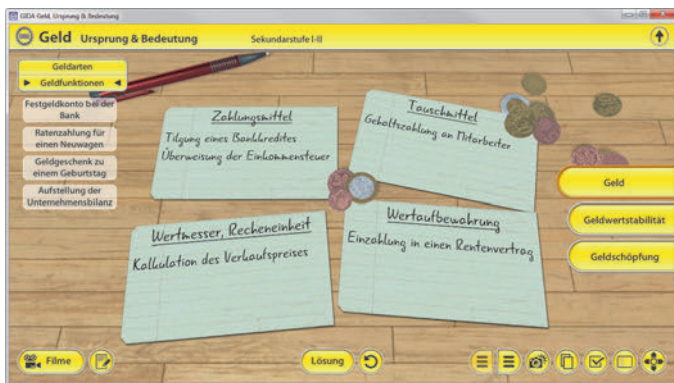 GIDA Geld, Ursprung & Bedeutung
Geld Ursprung & Bedeutung Sekundarstufe I-II
Geldarten
Geldfunktionen
Festgeldkonto bei der
Bank
Ratenzahlung für
einen Neuwagen
Geldgeschenk zu
einem Geburtstag
Aufstellung der
Unternehmensbilanz
Zahlungsmittel
Tilgung eines Bankkredites
Überweisung der Einkommensteuer
Tauschmittel
Gehaltszahlung an Mitarbeiter
Wertmesser, Recheneinheit
Kalkulation des Verkaufspreises
Wertaufbewahrung
Einzahlung in einen Rentenvertrag
Geld
Geldwertstabilität
Geldschöpfung
Filme
Lösung